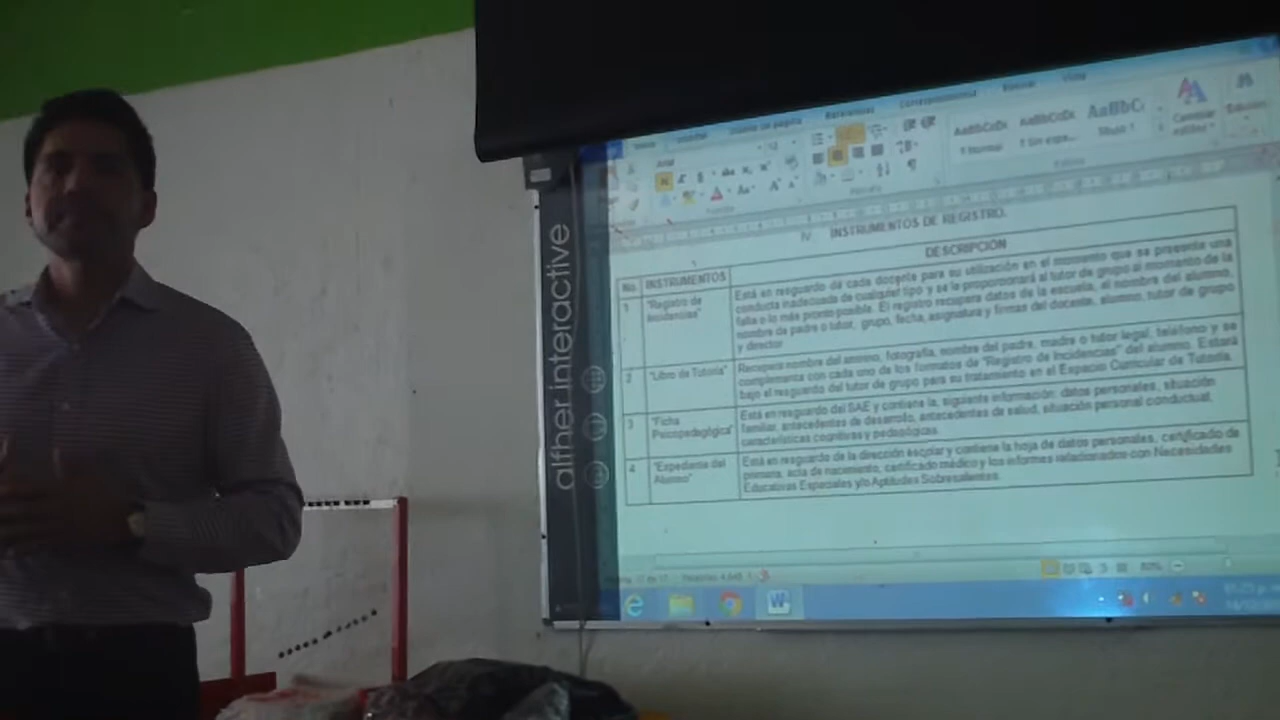 alfher interactive
Referencias
AaBbCcDc AaBbCcDc AaBbC
Cambiar
IV INSTRUMENTOS DE REGISTRO.
No. INSTRUMENTOS DESCRIPCIÓN
1 "Registro de Incidencias"
Está en resguardo de cada docente para su utilización en el momento que se presente una
conducta inadecuada de cualquier tipo y se le proporcionará al tutor de grupo al momento de la
falta o lo más pronto posible. El registro recupera datos de la escuela, el nombre del alumno,
nombre de padre o tutor, grupo, fecha, asignatura y firmas del docente, alumno, tutor de grupo
y director
2 "Libro de Tutoría"
Recupera nombre del alumno, fotografía, nombre del padre, madre o tutor legal, teléfono y se
complementa con cada uno de los formatos de "Registro de Incidencias" del alumno. Estará
bajo el resguardo del tutor de grupo para su tratamiento en el Espacio Curricular de Tutoría.
3 "Ficha Psicopedagógica"
Está en resguardo del SAE y contiene la, siguiente información: datos personales, situación
familiar, antecedentes de desarrollo, antecedentes de salud, situación personal conductual,
características cognitivas y pedagógicas.
4 "Expediente del Alumno"
Está en resguardo de la dirección escolar y contiene la hoja de datos personales, certificado de
primaria, acta de nacimiento, certificado médico y los informes relacionados con Necesidades
Educativas Especiales y/o Aptitudes Sobresalientes.